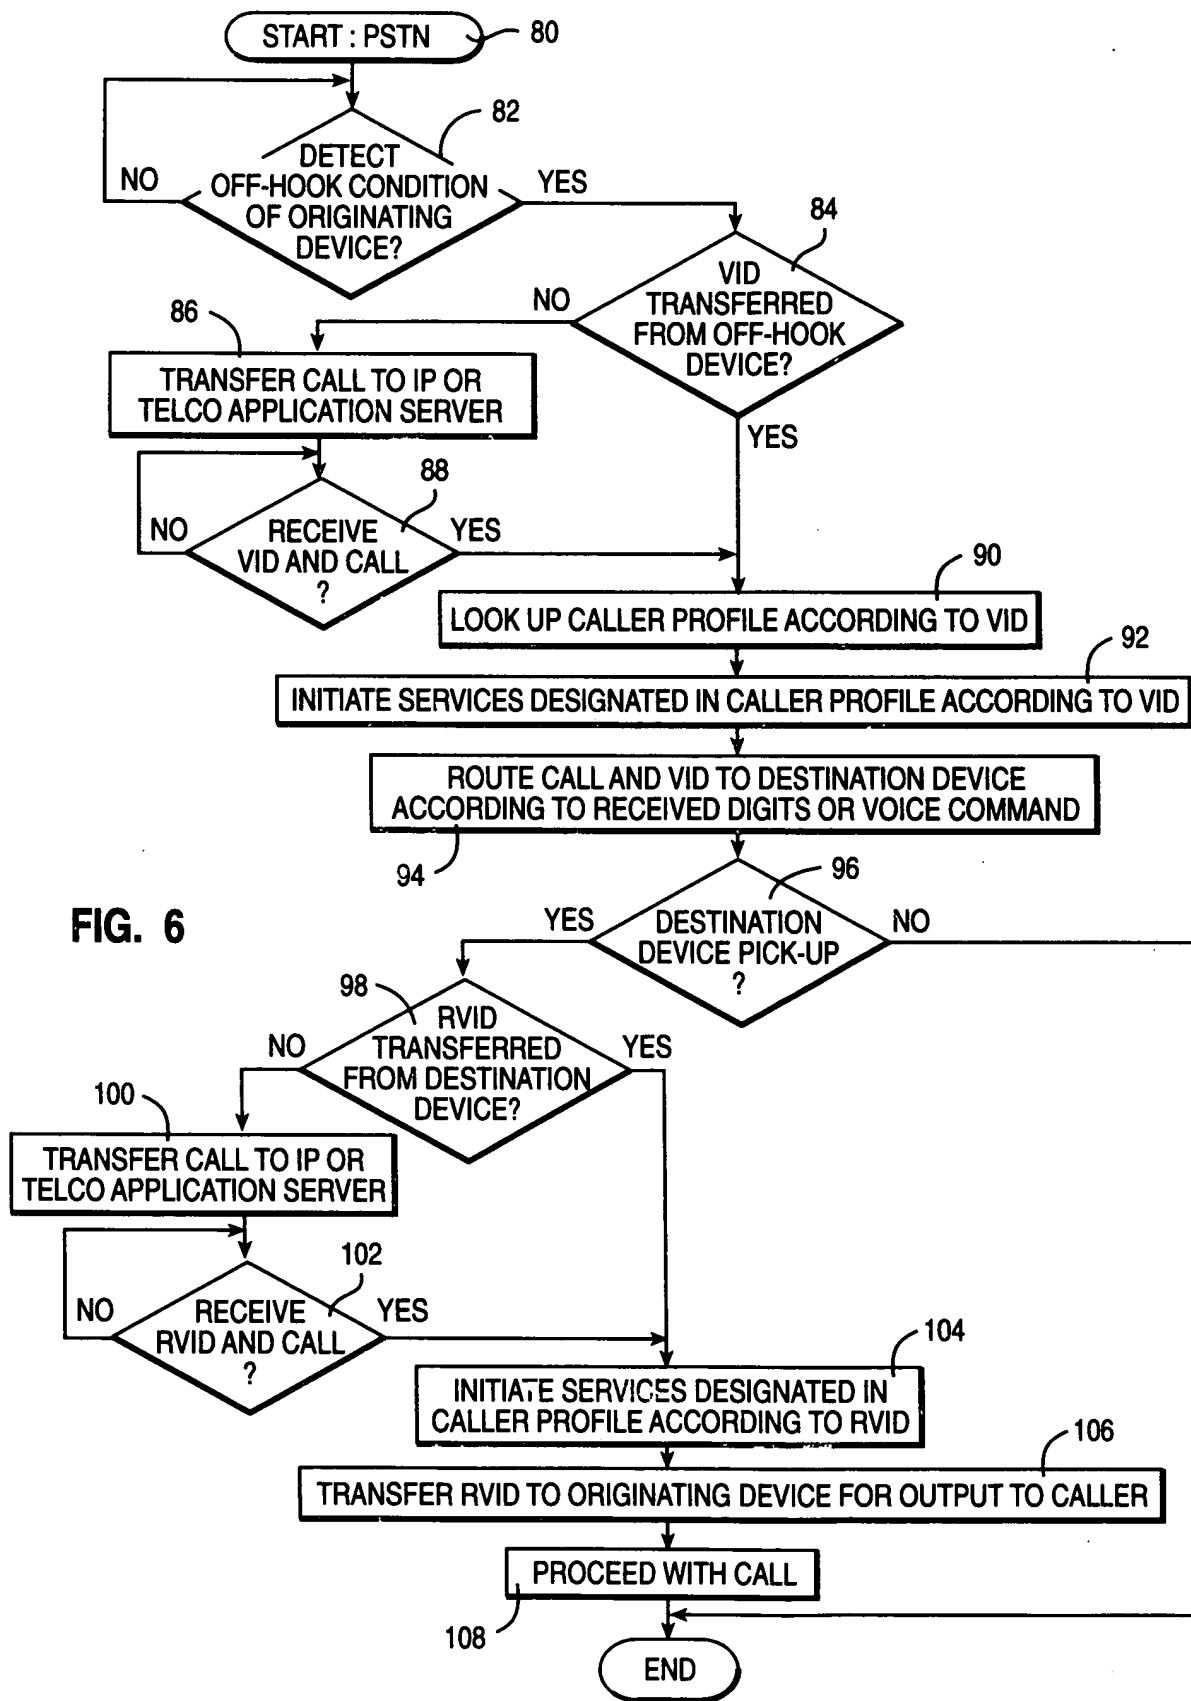 START : PSTN
80
82
DETECT
OFF-HOOK CONDITION
OF ORIGINATING
DEVICE?
NO
YES
84
VID
TRANSFERRED
FROM OFF-HOOK
DEVICE?
NO
YES
86
TRANSFER CALL TO IP OR
TELCO APPLICATION SERVER
88
RECEIVE
VID AND CALL
?
NO
YES
90
LOOK UP CALLER PROFILE ACCORDING TO VID
92
INITIATE SERVICES DESIGNATED IN CALLER PROFILE ACCORDING TO VID
ROUTE CALL AND VID TO DESTINATION DEVICE
ACCORDING TO RECEIVED DIGITS OR VOICE COMMAND
94
96
FIG. 6
YES
DESTINATION
DEVICE PICK-UP
?
NO
98
RVID
TRANSFERRED
FROM DESTINATION
DEVICE?
NO
YES
100
TRANSFER CALL TO IP OR
TELCO APPLICATION SERVER
102
RECEIVE
RVID AND CALL
?
NO
YES
104
INITIATE SERVICES DESIGNATED IN
CALLER PROFILE ACCORDING TO RVID
106
TRANSFER RVID TO ORIGINATING DEVICE FOR OUTPUT TO CALLER
PROCEED WITH CALL
108
END